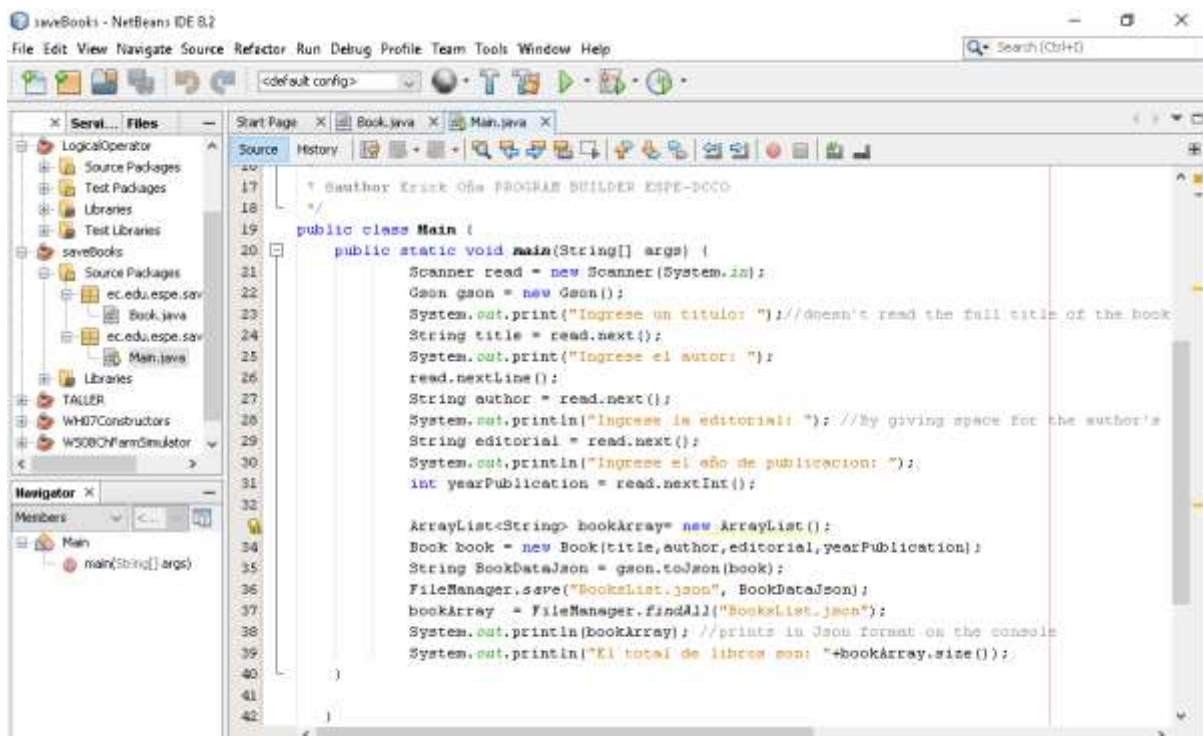 saveBooks - NetBeans IDE 8.2
File Edit View Navigate Source Refactor Run Debug Profile Team Tools Window Help
Search (Ctrl+I)
<default config>
Servi... Files
Start Page Book.java Main.java
Source History
LogicalOperator
Source Packages
Test Packages
Libraries
Test Libraries
saveBooks
Source Packages
ec.edu.espe.sav
Book.java
ec.edu.espe.sav
Main.java
Libraries
TALLER
WH07Constructors
Navigator
Members <...
Main
main(String[] args)
16
17 * @author Erick Oña PROGRAM BUILDER ESPE-DCCO
18 */
19 public class Main {
20 public static void main(String[] args) {
21 Scanner read = new Scanner(System.in);
22 Gson gson = new Gson();
23 System.out.print("Ingrese un titulo: ");//doesn't read the full title of the book
24 String title = read.next();
25 System.out.print("Ingrese el autor: ");
26 read.nextLine();
27 String author = read.next();
28 System.out.println("Ingrese la editorial: "); //By giving space for the author's
29 String editorial = read.next();
30 System.out.println("Ingrese el año de publicacion: ");
31 int yearPublication = read.nextInt();
32
ArrayList<String> bookArray= new ArrayList();
34 Book book = new Book(title,author,editorial,yearPublication);
35 String BookDataJson = gson.toJson(book);
36 FileManager.save("BooksList.json", BookDataJson);
37 bookArray = FileManager.findAll("BooksList.json");
38 System.out.println(bookArray); //prints in Json format on the console
39 System.out.println("El total de libros son: "+bookArray.size());
40 }
41
42 }